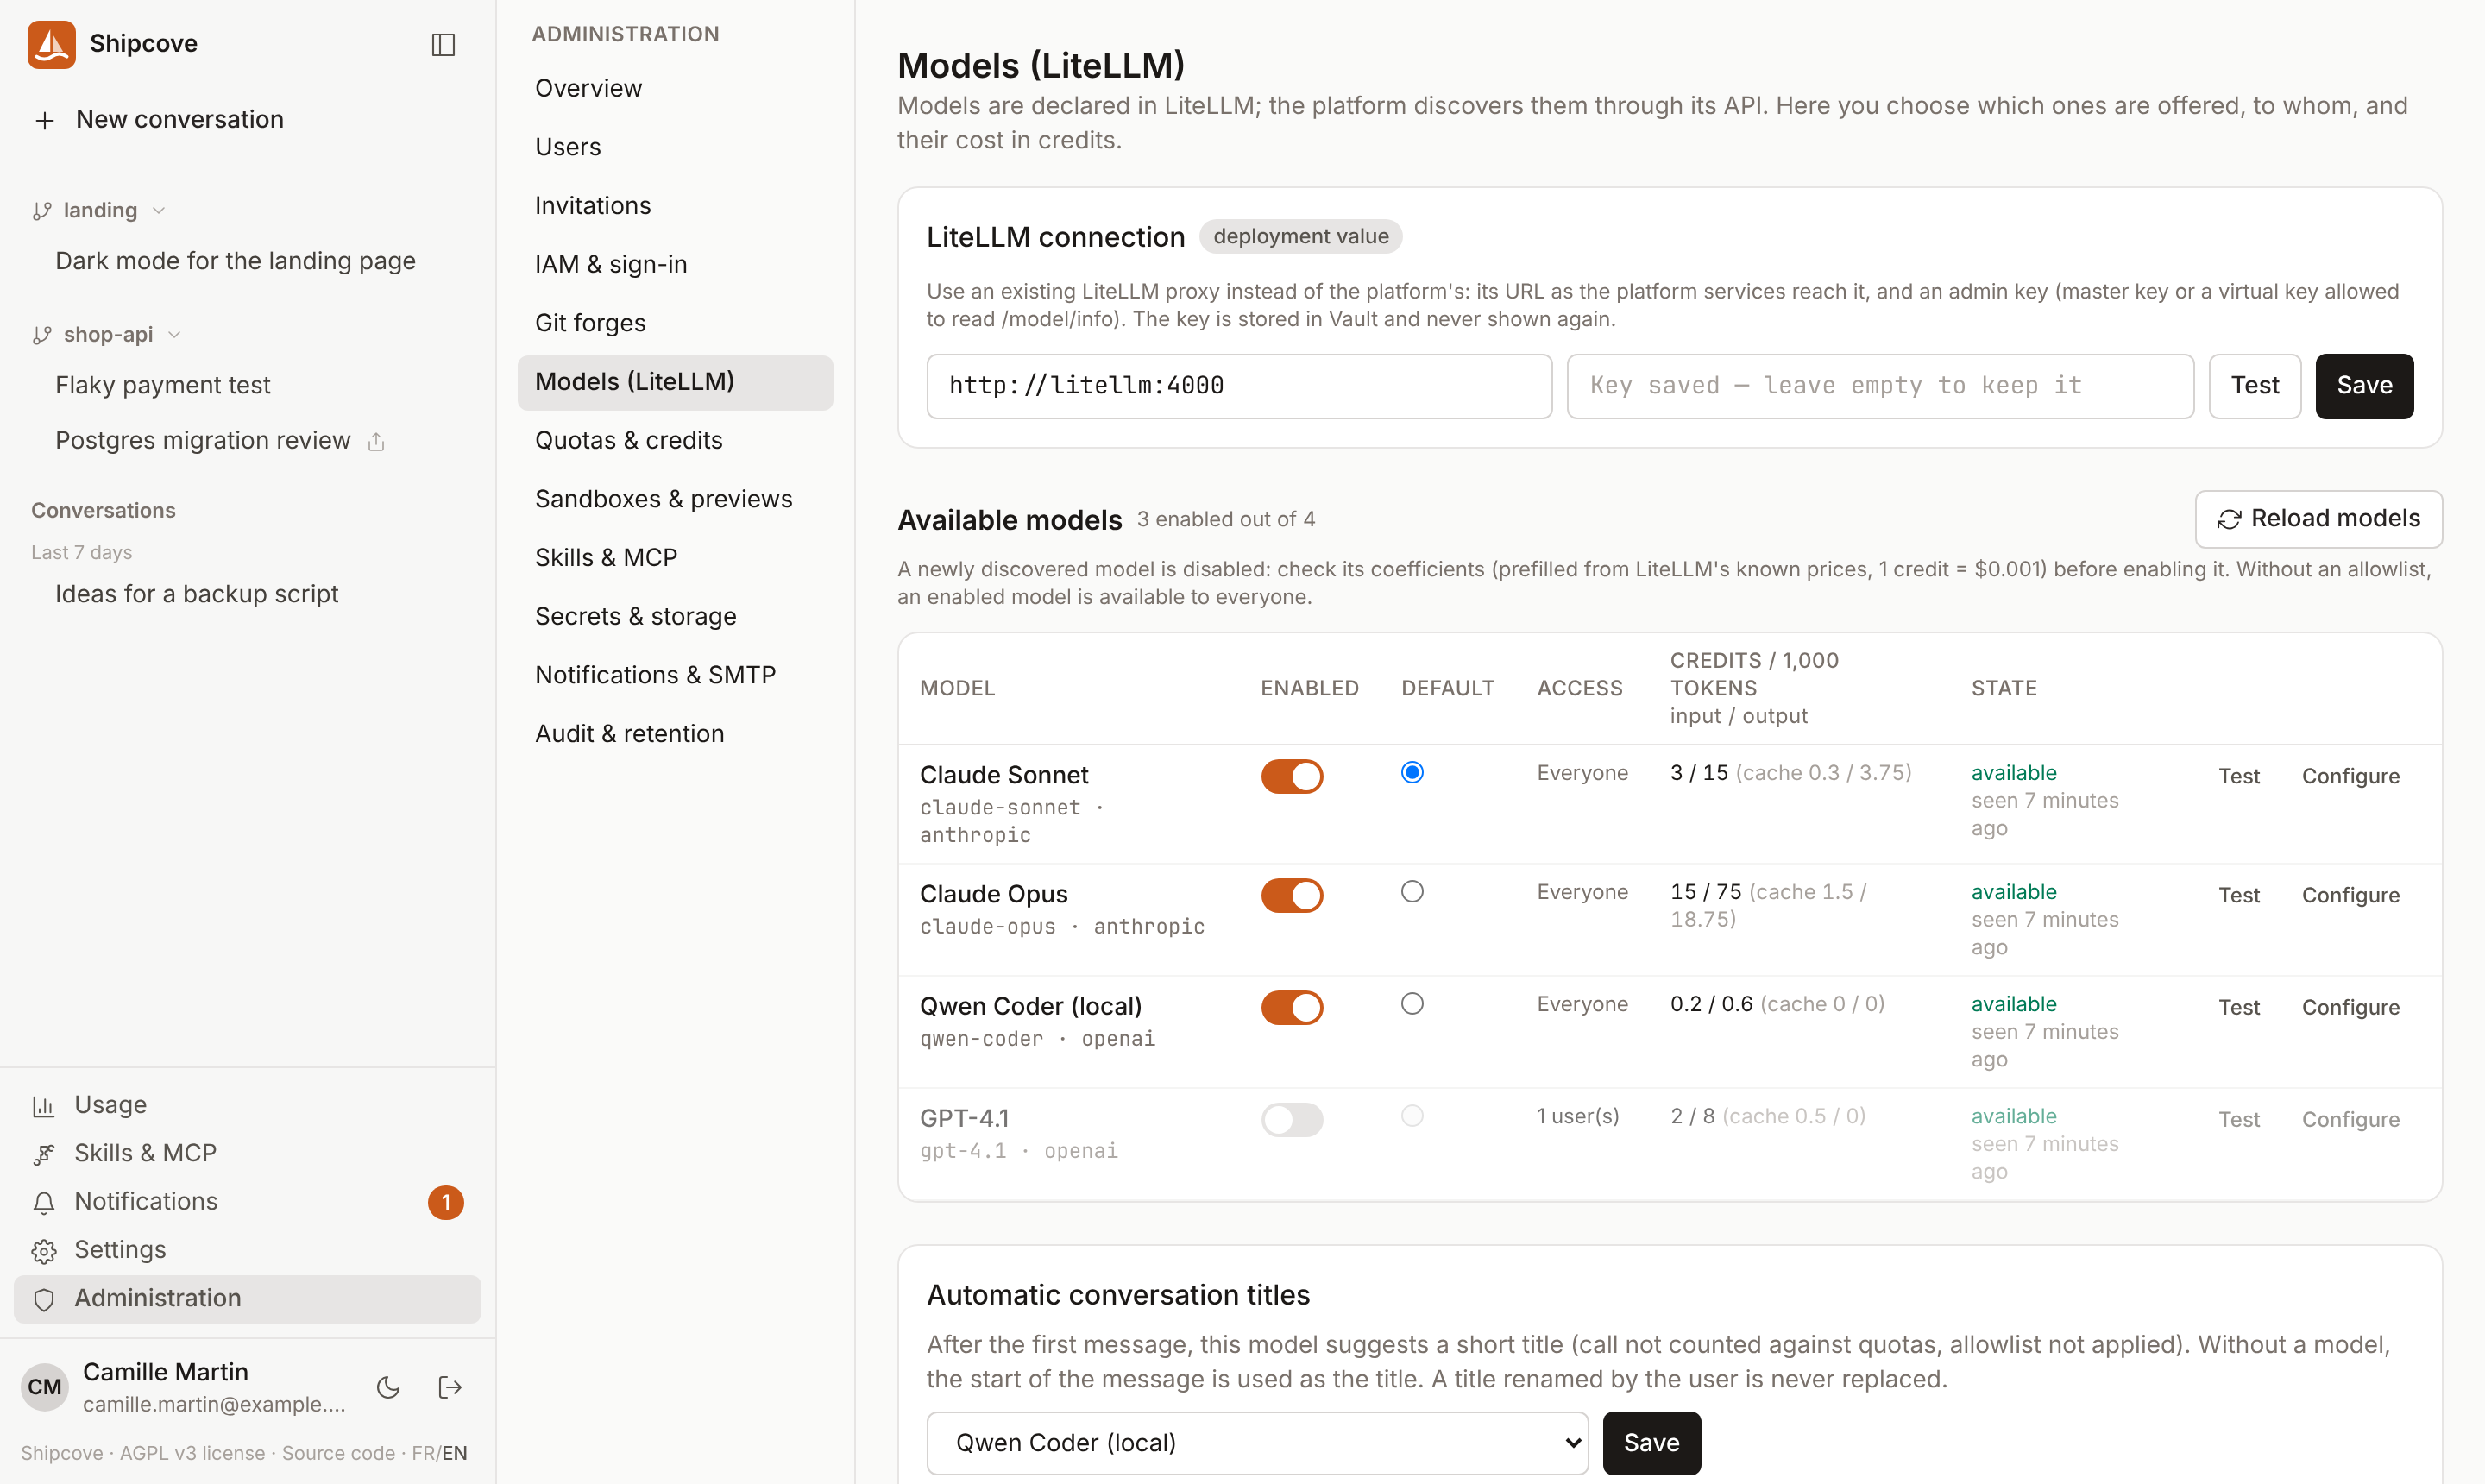 Shipcove
New conversation
landing
Dark mode for the landing page
shop-api
Flaky payment test
Postgres migration review
Conversations
Last 7 days
Ideas for a backup script
Usage
Skills & MCP
Notifications
1
Settings
Administration
CM
Camille Martin
camille.martin@example....
Shipcove · AGPL v3 license · Source code · FR/EN
ADMINISTRATION
Overview
Users
Invitations
IAM & sign-in
Git forges
Models (LiteLLM)
Quotas & credits
Sandboxes & previews
Skills & MCP
Secrets & storage
Notifications & SMTP
Audit & retention
Models (LiteLLM)
Models are declared in LiteLLM; the platform discovers them through its API. Here you choose which ones are offered, to whom, and
their cost in credits.
LiteLLM connection deployment value
Use an existing LiteLLM proxy instead of the platform's: its URL as the platform services reach it, and an admin key (master key or a virtual key allowed
to read /model/info). The key is stored in Vault and never shown again.
http://litellm:4000 Key saved — leave empty to keep it Test Save
Available models 3 enabled out of 4 Reload models
A newly discovered model is disabled: check its coefficients (prefilled from LiteLLM's known prices, 1 credit = $0.001) before enabling it. Without an allowlist,
an enabled model is available to everyone.
MODEL ENABLED DEFAULT ACCESS CREDITS / 1,000
TOKENS
input / output STATE
Claude Sonnet Everyone 3 / 15 (cache 0.3 / 3.75) available Test Configure
claude-sonnet · seen 7 minutes
anthropic ago
Claude Opus Everyone 15 / 75 (cache 1.5 / available Test Configure
claude-opus · anthropic 18.75) seen 7 minutes
ago
Qwen Coder (local) Everyone 0.2 / 0.6 (cache 0 / 0) available Test Configure
qwen-coder · openai seen 7 minutes
ago
GPT-4.1 1 user(s) 2 / 8 (cache 0.5 / 0) available Test Configure
gpt-4.1 · openai seen 7 minutes
ago
Automatic conversation titles
After the first message, this model suggests a short title (call not counted against quotas, allowlist not applied). Without a model,
the start of the message is used as the title. A title renamed by the user is never replaced.
Qwen Coder (local) Save